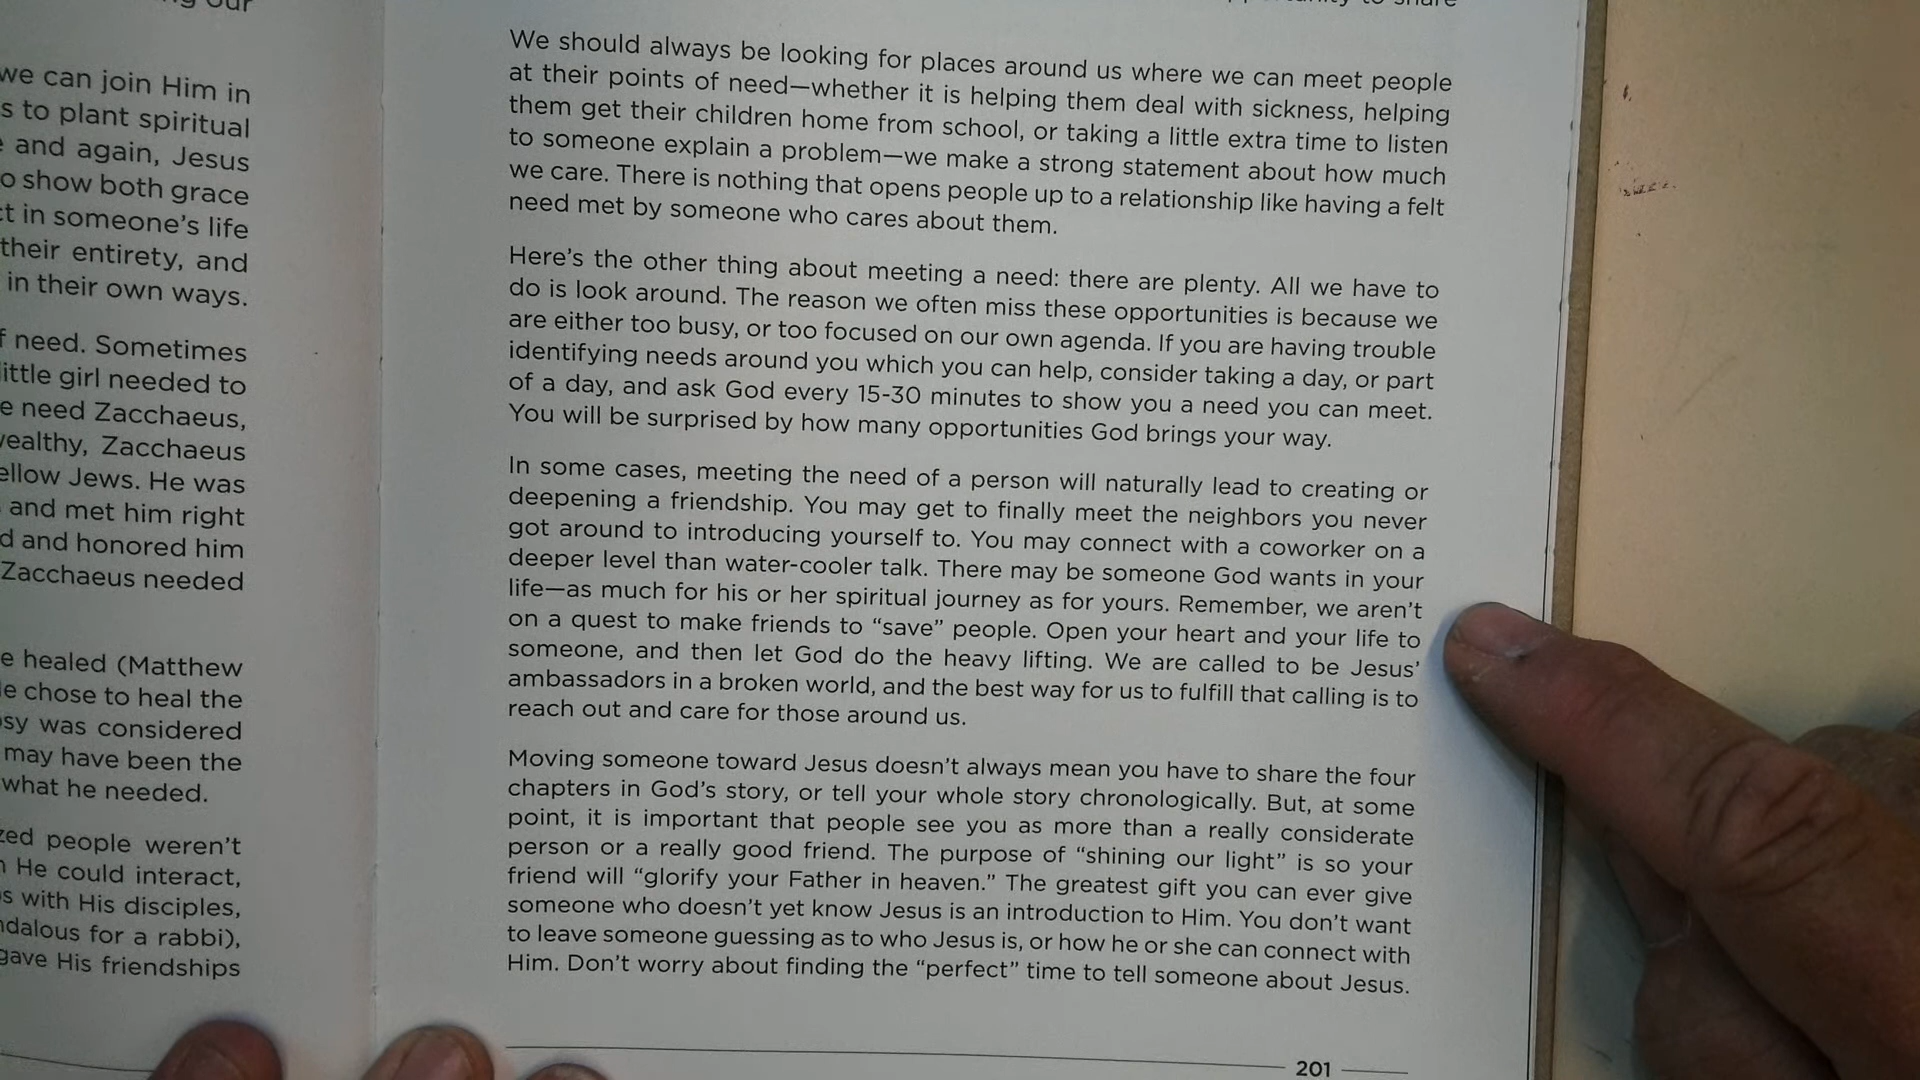 we can join Him in
to plant spiritual
and again, Jesus
show both grace
in someone's life
their entirety, and
in their own ways.
need. Sometimes
little girl needed to
need Zacchaeus,
wealthy, Zacchaeus
fellow Jews. He was
and met him right
and honored him
Zacchaeus needed
healed (Matthew
chose to heal the
was considered
may have been the
what he needed.
people weren't
He could interact,
with His disciples,
for a rabbi),
gave His friendships
to share
We should always be looking for places around us where we can meet people
at their points of need—whether it is helping them deal with sickness, helping
them get their children home from school, or taking a little extra time to listen
to someone explain a problem—we make a strong statement about how much
we care. There is nothing that opens people up to a relationship like having a felt
need met by someone who cares about them.
Here's the other thing about meeting a need: there are plenty. All we have to
do is look around. The reason we often miss these opportunities is because we
are either too busy, or too focused on our own agenda. If you are having trouble
identifying needs around you which you can help, consider taking a day, or part
of a day, and ask God every 15-30 minutes to show you a need you can meet.
You will be surprised by how many opportunities God brings your way.
In some cases, meeting the need of a person will naturally lead to creating or
deepening a friendship. You may get to finally meet the neighbors you never
got around to introducing yourself to. You may connect with a coworker on a
deeper level than water-cooler talk. There may be someone God wants in your
life—as much for his or her spiritual journey as for yours. Remember, we aren't
on a quest to make friends to “save” people. Open your heart and your life to
someone, and then let God do the heavy lifting. We are called to be Jesus'
ambassadors in a broken world, and the best way for us to fulfill that calling is to
reach out and care for those around us.
Moving someone toward Jesus doesn't always mean you have to share the four
chapters in God's story, or tell your whole story chronologically. But, at some
point, it is important that people see you as more than a really considerate
person or a really good friend. The purpose of “shining our light” is so your
friend will “glorify your Father in heaven.” The greatest gift you can ever give
someone who doesn't yet know Jesus is an introduction to Him. You don't want
to leave someone guessing as to who Jesus is, or how he or she can connect with
Him. Don't worry about finding the “perfect” time to tell someone about Jesus.
201